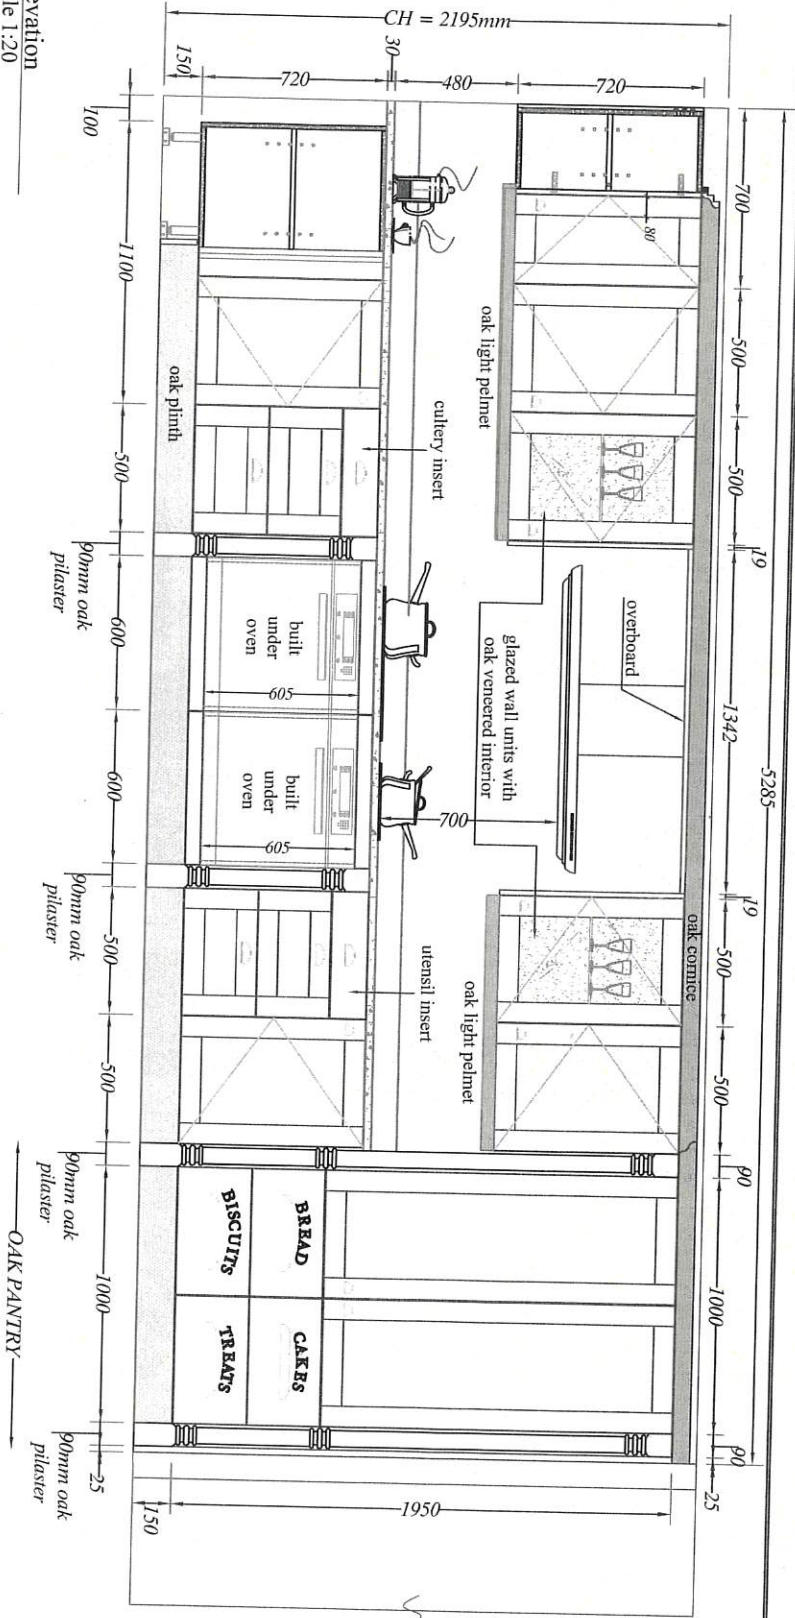 5285
700
500
500
19
1342
19
500
500
90
1000
90
25
CH = 2195mm
720
480
30
720
150
80
oak cornice
overboard
oak light pelmet
glazed wall units with
oak veneered interior
oak light pelmet
700
cultery insert
utensil insert
built
under
oven
605
built
under
oven
605
oak plinth
BREAD
CAKES
BISCUITS
TREATS
1950
150
100
1100
500
90mm oak
pilaster
600
600
90mm oak
pilaster
500
500
90mm oak
pilaster
1000
90mm oak
pilaster
25
OAK PANTRY